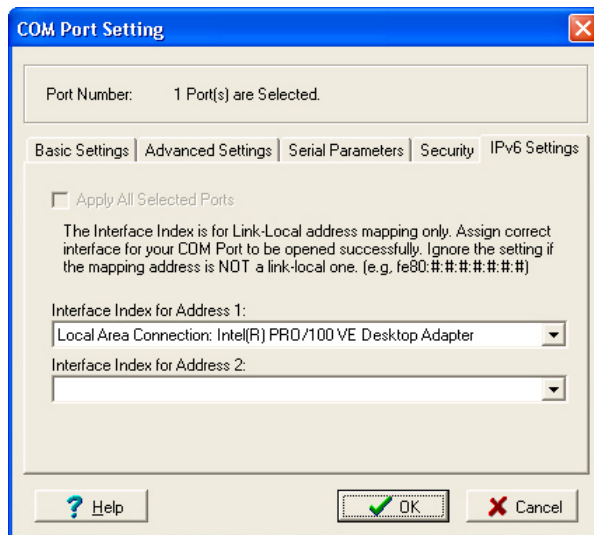 COM Port Setting
Port Number: 1 Port(s) are Selected.
Basic Settings Advanced Settings Serial Parameters Security IPv6 Settings
Apply All Selected Ports
The Interface Index is for Link-Local address mapping only. Assign correct
interface for your COM Port to be opened successfully. Ignore the setting if
the mapping address is NOT a link-local one. (e.g, fe80:#:#:#:#:#:#:#)
Interface Index for Address 1:
Local Area Connection: Intel(R) PRO/100 VE Desktop Adapter
Interface Index for Address 2:
? Help OK Cancel